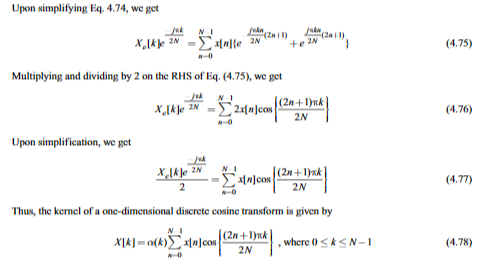 Upon simplifying Eq. 4.74, we get
X_e[k]e^{-jπk/2N} = ∑_{n=0}^{N-1} x[n]{e^{-jπkn/2N (2n+1)} + e^{jπkn/2N (2n+1)}} (4.75)
Multiplying and dividing by 2 on the RHS of Eq. (4.75), we get
X_e[k]e^{-jπk/2N} = ∑_{n=0}^{N-1} 2x[n]cos{(2n+1)πk/2N} (4.76)
Upon simplification, we get
X_e[k]e^{-jπk/2N}/2 = ∑_{n=0}^{N-1} x[n]cos{(2n+1)πk/2N} (4.77)
Thus, the kernel of a one-dimensional discrete cosine transform is given by
X[k] = α(k)∑_{n=0}^{N-1} x[n]cos{(2n+1)πk/2N}, where 0 ≤ k ≤ N−1 (4.78)